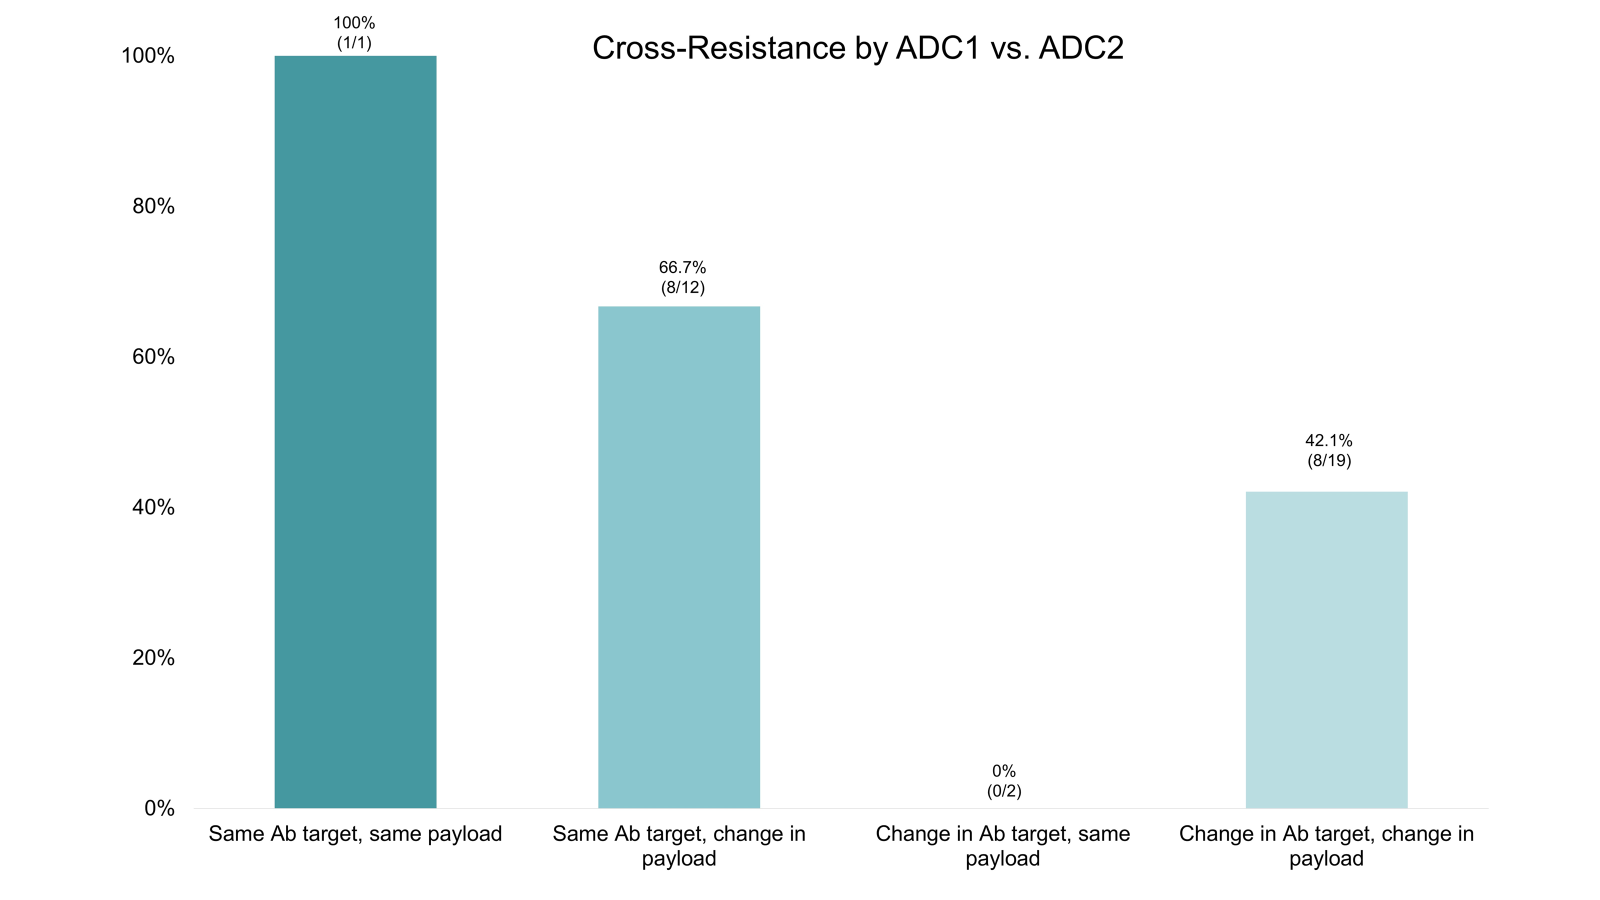 Cross-Resistance by ADC1 vs. ADC2
100%
80%
60%
40%
20%
0%
100%
(1/1)
66.7%
(8/12)
0%
(0/2)
42.1%
(8/19)
Same Ab target, same payload
Same Ab target, change in
payload
Change in Ab target, same
payload
Change in Ab target, change in
payload